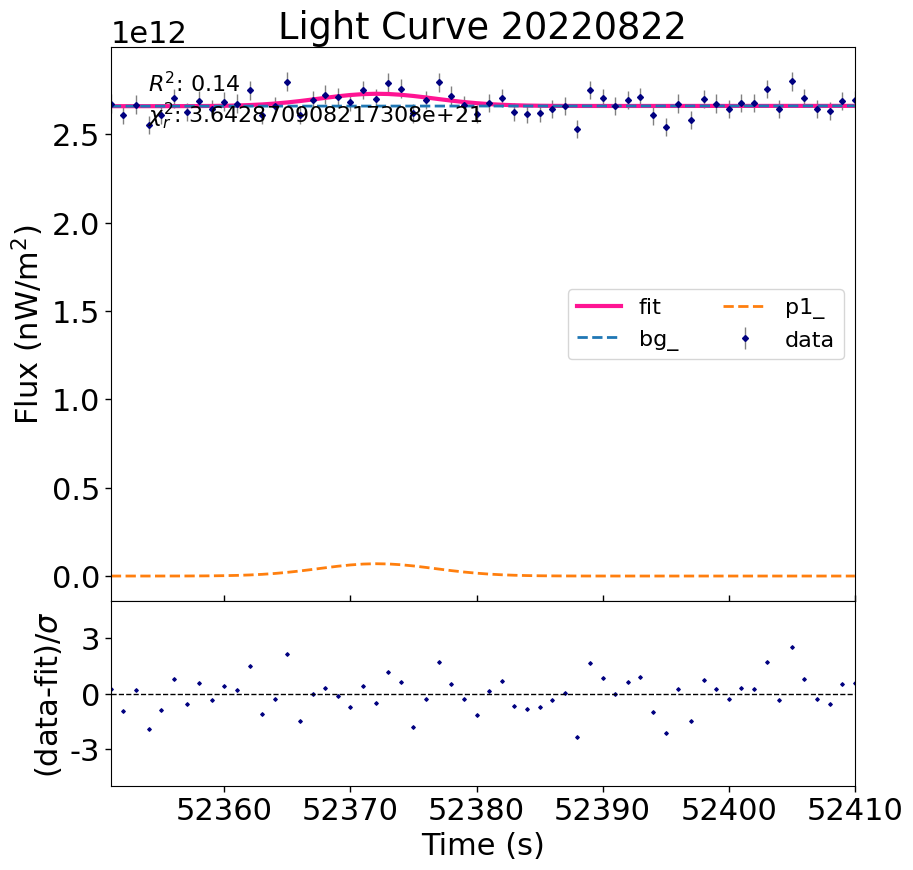 Light Curve 20220822
1e12
R²: 0.14
χ²ᵣ: 3.6428709082173​08e+21
Flux (nW/m²)
2.5
2.0
1.5
1.0
0.5
0.0
fit
bg_
p1_
data
(data-fit)/σ
3
0
-3
52360 52370 52380 52390 52400 52410
Time (s)